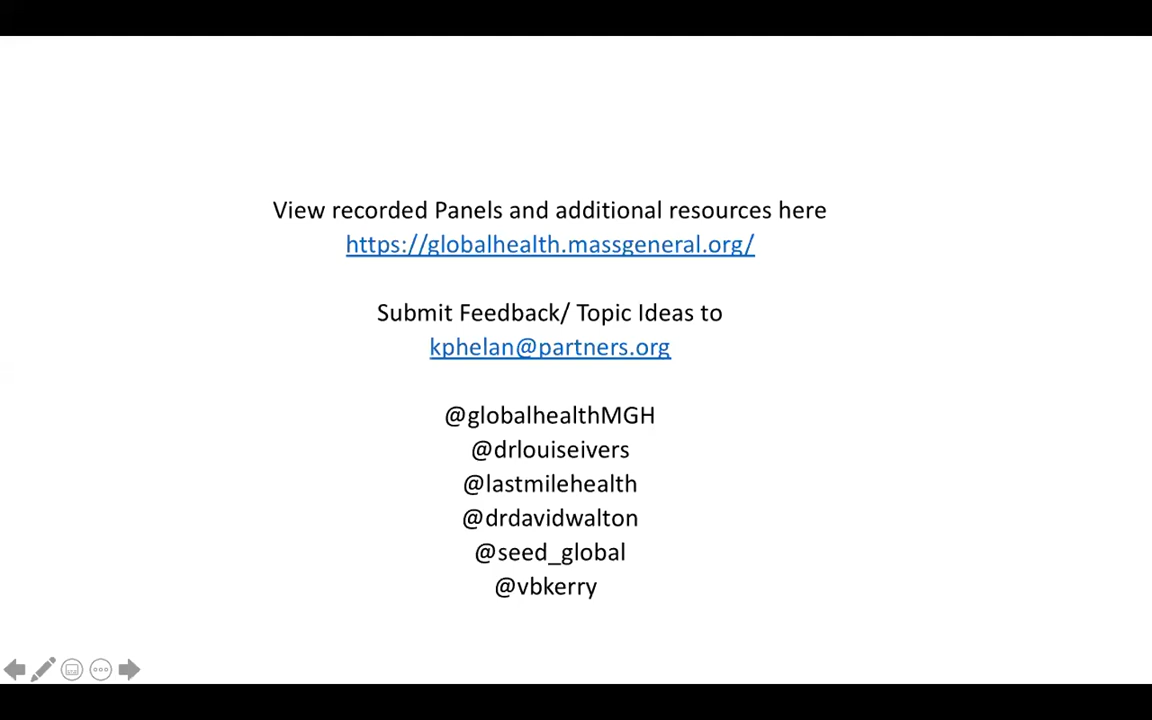 View recorded Panels and additional resources here
https://globalhealth.massgeneral.org/
Submit Feedback/ Topic Ideas to
kphelan@partners.org
@globalhealthMGH
@drlouiseivers
@lastmilehealth
@drdavidwalton
@seed_global
@vbkerry